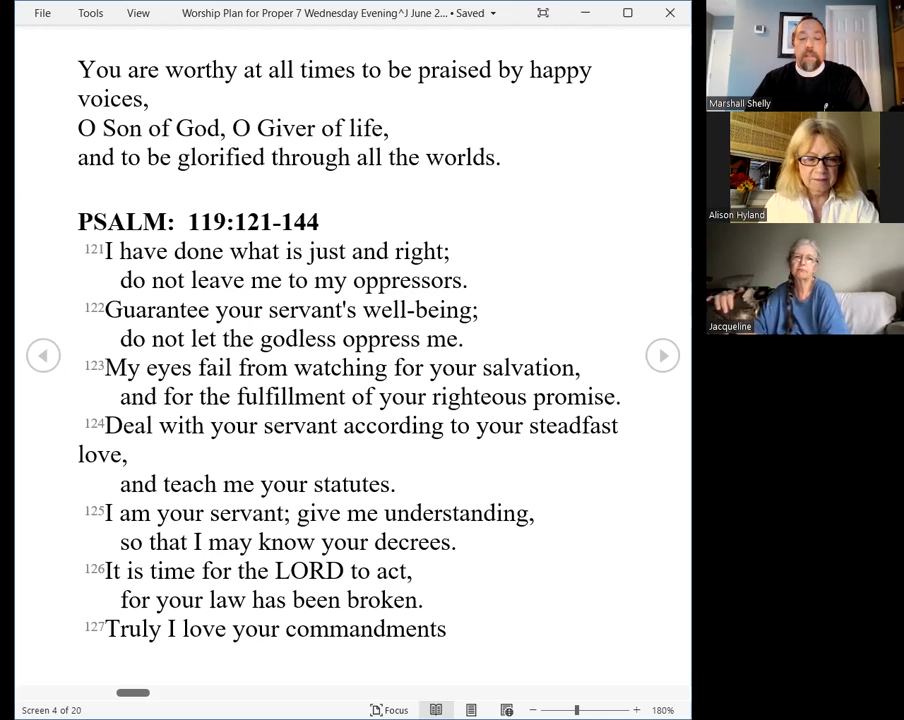 File Tools View Worship Plan for Proper 7 Wednesday Evening^J June 2... • Saved
You are worthy at all times to be praised by happy
voices,
O Son of God, O Giver of life,
and to be glorified through all the worlds.
PSALM: 119:121-144
121I have done what is just and right;
do not leave me to my oppressors.
122Guarantee your servant's well-being;
do not let the godless oppress me.
123My eyes fail from watching for your salvation,
and for the fulfillment of your righteous promise.
124Deal with your servant according to your steadfast
love,
and teach me your statutes.
125I am your servant; give me understanding,
so that I may know your decrees.
126It is time for the LORD to act,
for your law has been broken.
127Truly I love your commandments
Screen 4 of 20 Focus 180%
Marshall Shelly
Alison Hyland
Jacqueline